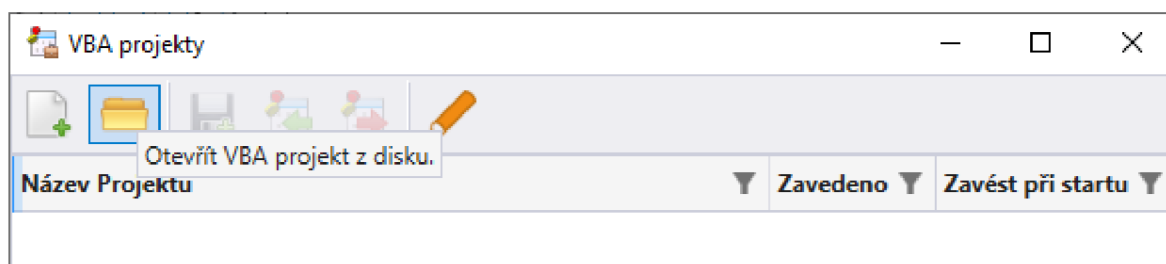 VBA projekty
Otevřít VBA projekt z disku.
Název Projektu Zavedeno Zavést při startu